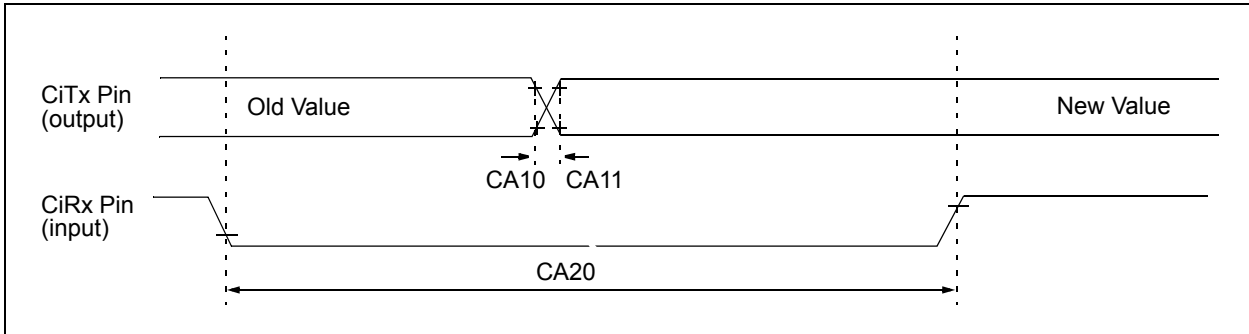 CiTx Pin
(output)
Old Value
New Value
CA10 CA11
CiRx Pin
(input)
CA20